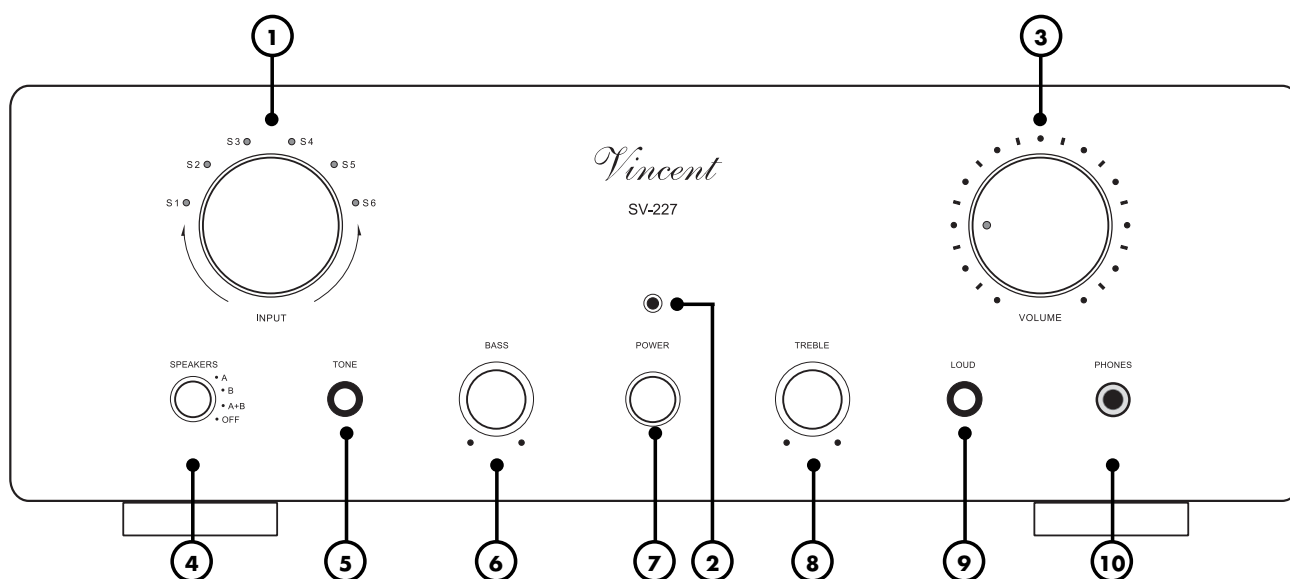 1 3
S3 S4
S2 S5
S1 S6
INPUT
Vincent
SV-227
VOLUME
SPEAKERS
A
B
A+B
OFF
TONE
BASS
POWER
TREBLE
LOUD
PHONES
4 5 6 7 2 8 9 10